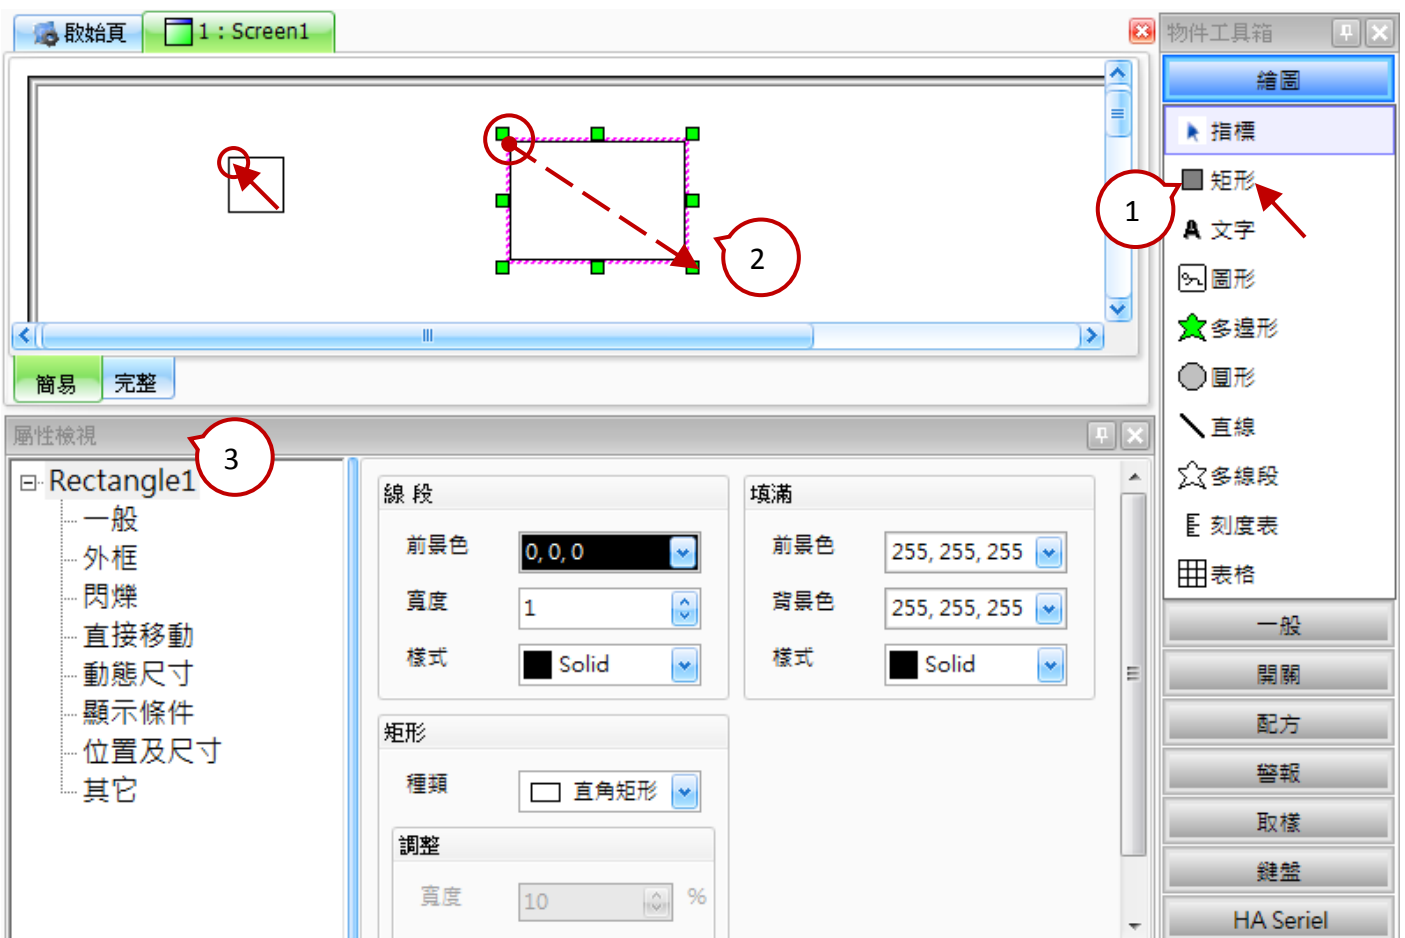 啟始頁
1 : Screen1
物件工具箱
繪圖
指標
矩形
1
A 文字
2
圖形
多邊形
圓形
簡易
完整
直線
屬性檢視
3
多線段
刻度表
表格
Rectangle1
一般
外框
閃爍
直接移動
動態尺寸
顯示條件
位置及尺寸
其它
線 段
前景色
0, 0, 0
寬度
1
樣式
Solid
填滿
前景色
255, 255, 255
背景色
255, 255, 255
樣式
Solid
矩形
種類
直角矩形
調整
寬度
10
%
一般
開關
配方
警報
取樣
鍵盤
HA Seriel